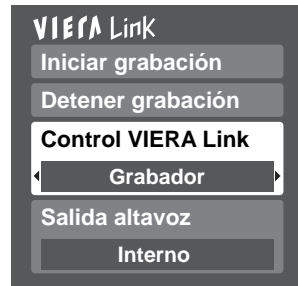 VIERA Link
Iniciar grabación
Detener grabación
Control VIERA Link
Grabador
Salida altavoz
Interno